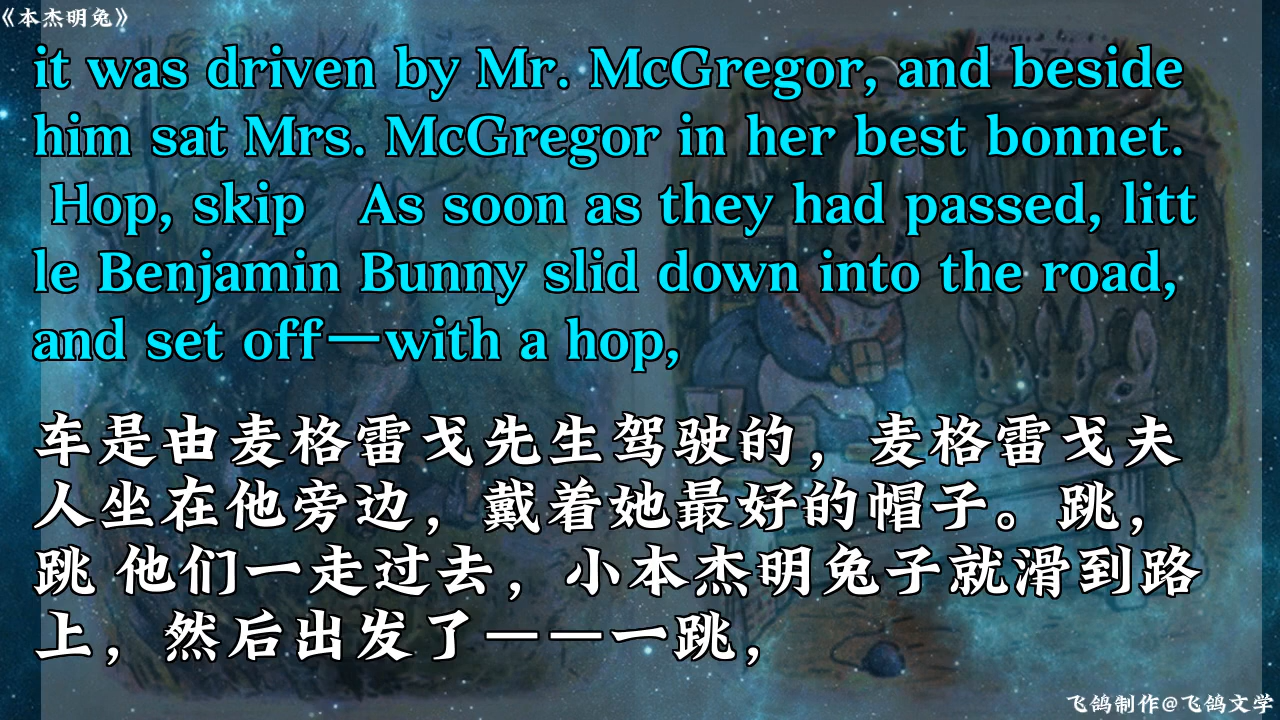 《本杰明兔》
it was driven by Mr. McGregor, and beside
him sat Mrs. McGregor in her best bonnet.
Hop, skip   As soon as they had passed, litt
le Benjamin Bunny slid down into the road,
and set off—with a hop,
车是由麦格雷戈先生驾驶的，麦格雷戈夫
人坐在他旁边，戴着她最好的帽子。跳，
跳 他们一走过去，小本杰明兔子就滑到路
上，然后出发了——一跳，
飞鸽制作@飞鸽文学